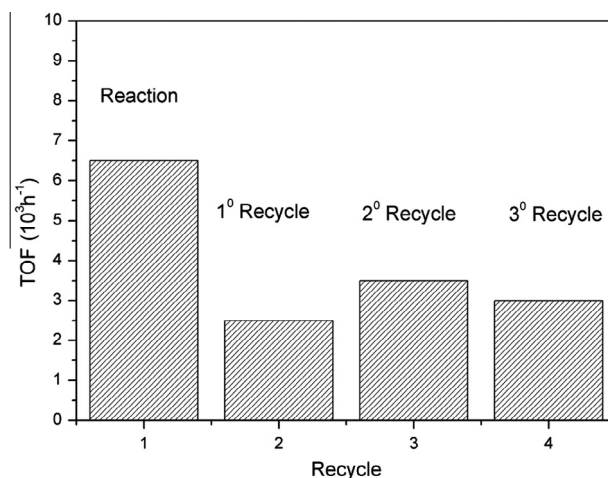 10
9
8
7
6
5
4
3
2
1
0
TOF (10³h⁻¹)
Reaction
1⁰ Recycle
2⁰ Recycle
3⁰ Recycle
1 2 3 4
Recycle